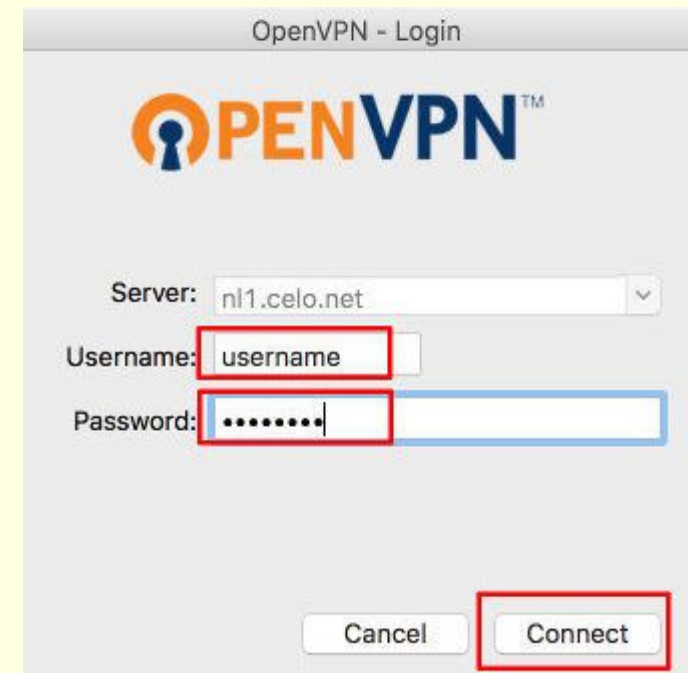 OpenVPN - Login
OPENVPN™
Server: nl1.celo.net
Username: username
Password: ••••••••
Cancel Connect